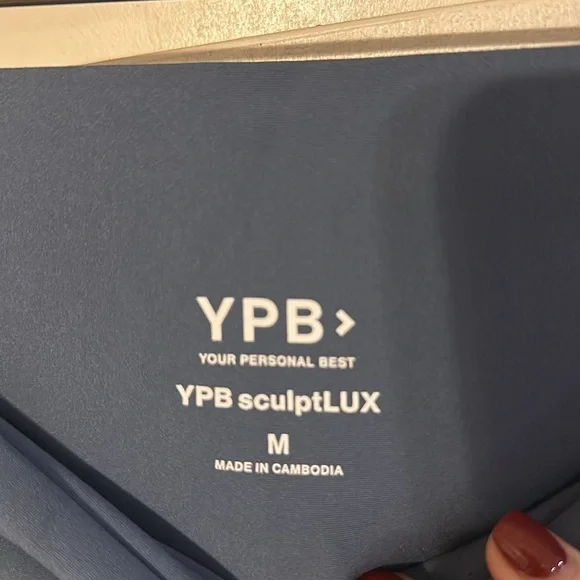 YPB>
YOUR PERSONAL BEST
YPB sculptLUX
M
MADE IN CAMBODIA